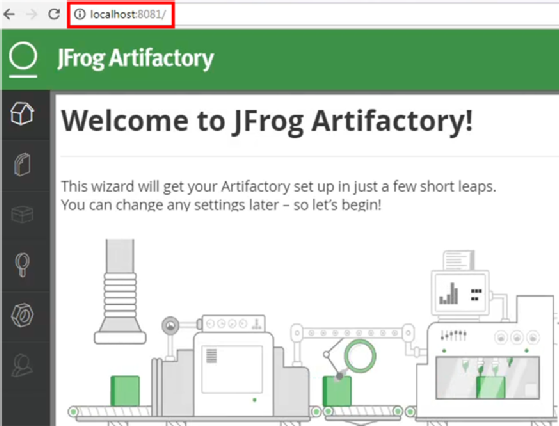 localhost:8081/
JFrog Artifactory
Welcome to JFrog Artifactory!
This wizard will get your Artifactory set up in just a few short leaps.
You can change any settings later – so let's begin!